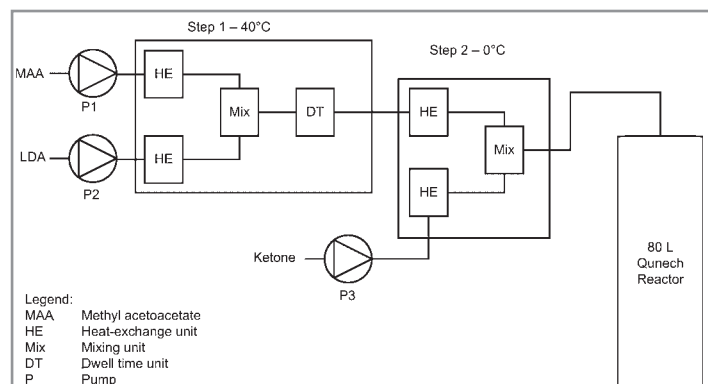 Step 1 – 40°C
Step 2 – 0°C
MAA
P1
HE
Mix
DT
HE
Mix
LDA
P2
HE
HE
Ketone
P3
80 L
Qunech
Reactor
Legend:
MAA Methyl acetoacetate
HE Heat-exchange unit
Mix Mixing unit
DT Dwell time unit
P Pump